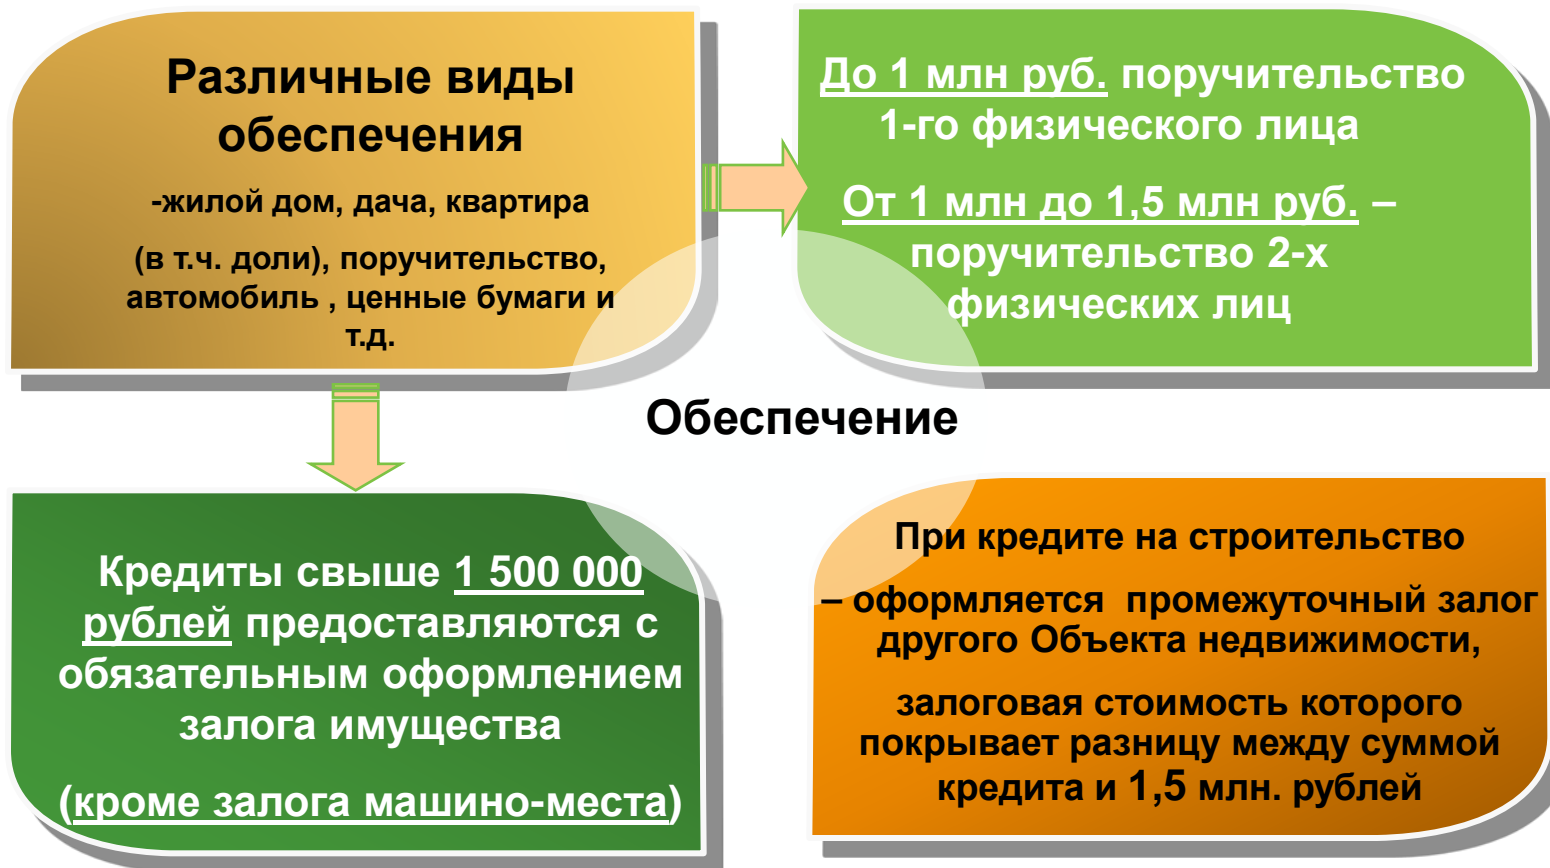 Различные виды
обеспечения
-жилой дом, дача, квартира
(в т.ч. доли), поручительство,
автомобиль , ценные бумаги и
т.д.
До 1 млн руб. поручительство
1-го физического лица
От 1 млн до 1,5 млн руб. –
поручительство 2-х
физических лиц
Обеспечение
Кредиты свыше 1 500 000
рублей предоставляются с
обязательным оформлением
залога имущества
(кроме залога машино-места)
При кредите на строительство
– оформляется промежуточный залог
другого Объекта недвижимости,
залоговая стоимость которого
покрывает разницу между суммой
кредита и 1,5 млн. рублей